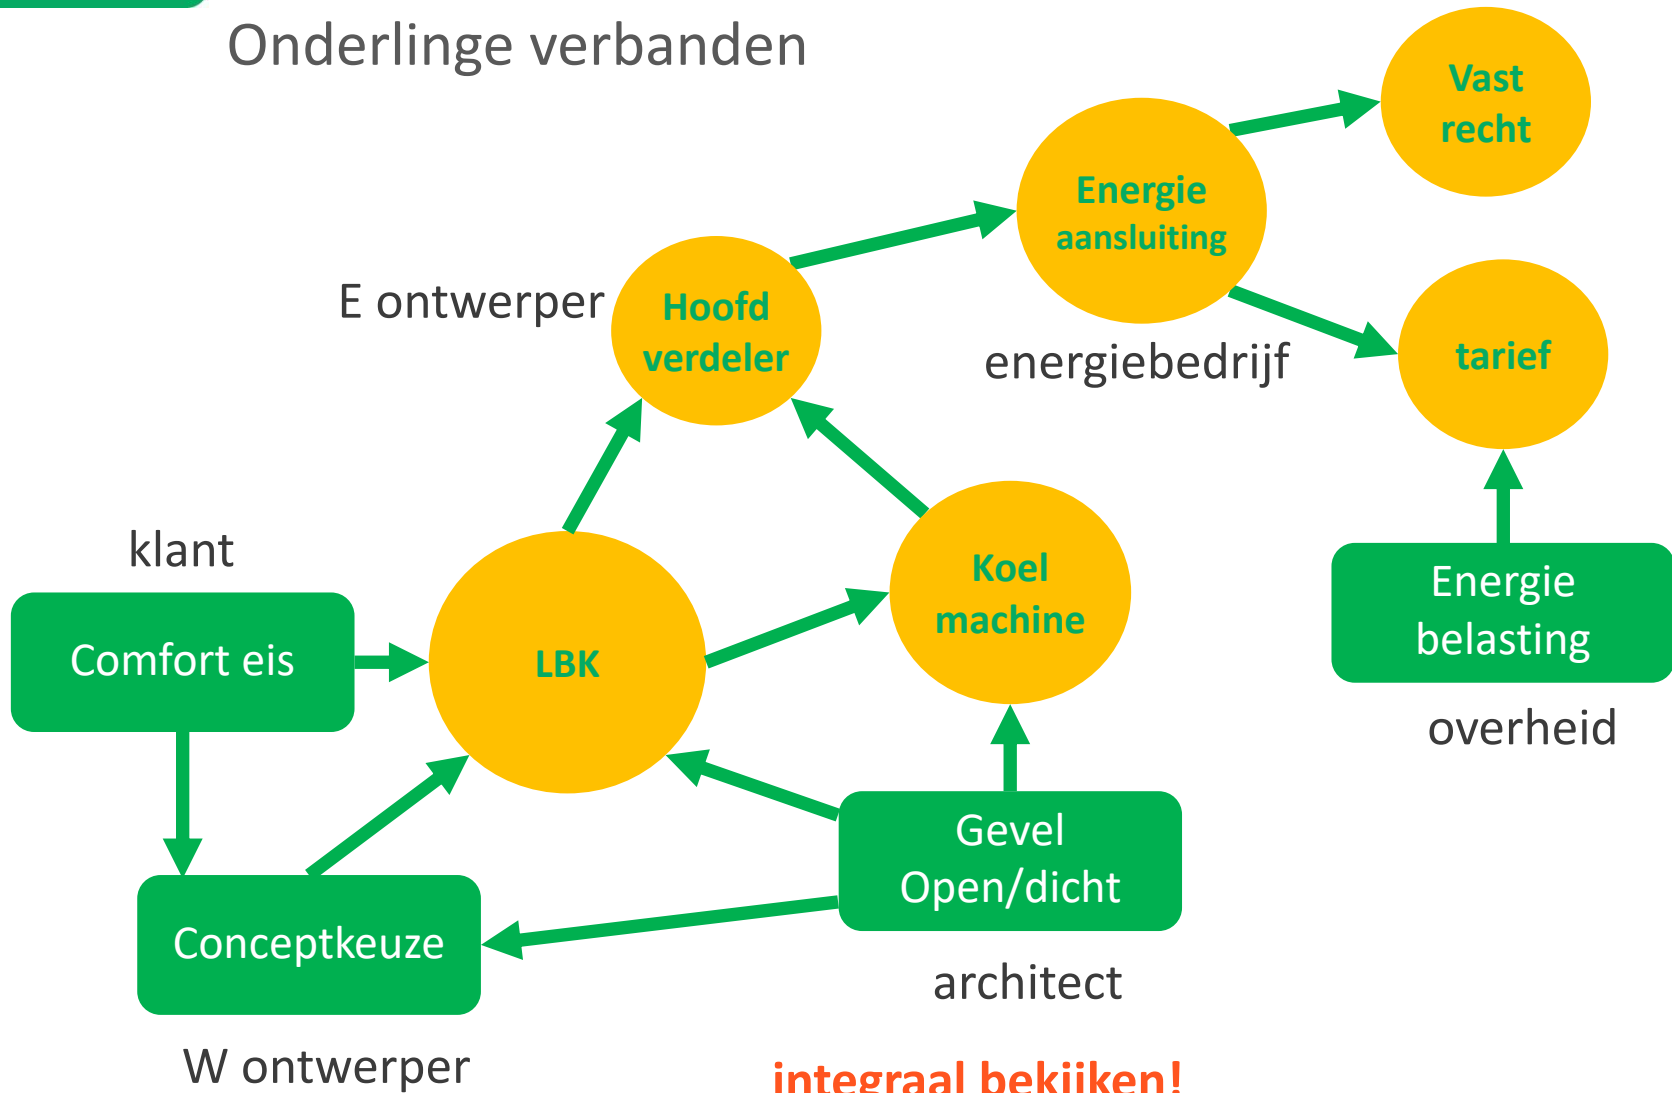 Onderlinge verbanden
Vast
recht
Energie
aansluiting
E ontwerper
Hoofd
verdeler
energiebedrijf
tarief
klant
Koel
machine
Energie
belasting
Comfort eis
LBK
overheid
Gevel
Open/dicht
Conceptkeuze
architect
W ontwerper
integraal bekijken!